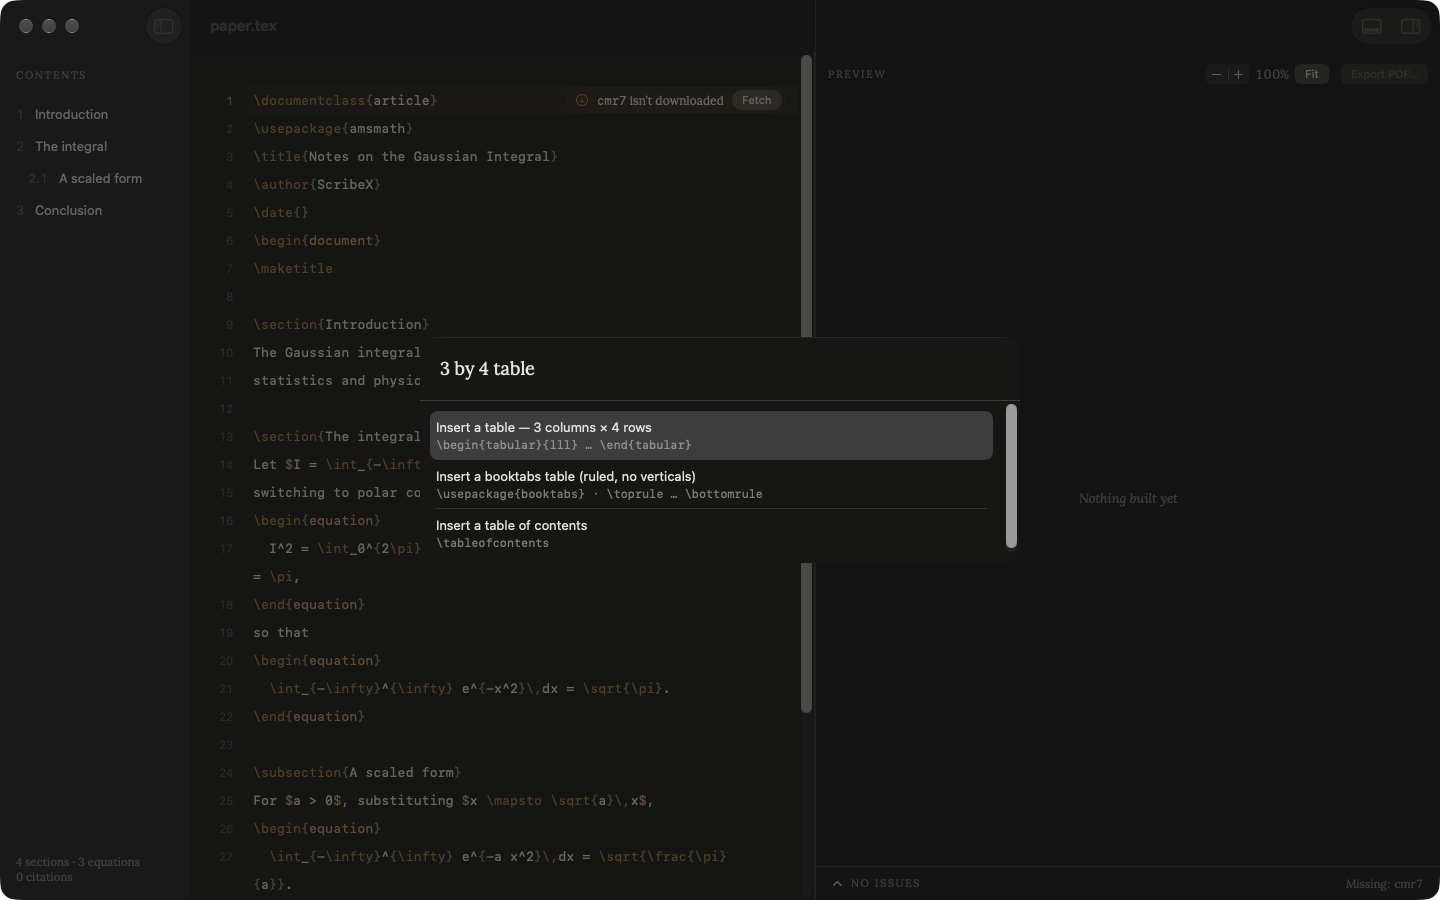 paper.tex
CONTENTS
1 Introduction
2 The integral
2.1 A scaled form
3 Conclusion
4 sections · 3 equations
0 citations
1 \documentclass{article}
cmr7 isn't downloaded Fetch
2 \usepackage{amsmath}
3 \title{Notes on the Gaussian Integral}
4 \author{ScribeX}
5 \date{}
6 \begin{document}
7 \maketitle
8
9 \section{Introduction}
10 The Gaussian integral
11 statistics and physic
12
13 \section{The integral
14 Let $I = \int_{-\inft
15 switching to polar co
16 \begin{equation}
17 I^2 = \int_0^{2\pi}
= \pi,
18 \end{equation}
19 so that
20 \begin{equation}
21 \int_{-\infty}^{\infty} e^{-x^2}\,dx = \sqrt{\pi}.
22 \end{equation}
23
24 \subsection{A scaled form}
25 For $a > 0$, substituting $x \mapsto \sqrt{a}\,x$,
26 \begin{equation}
27 \int_{-\infty}^{\infty} e^{-a x^2}\,dx = \sqrt{\frac{\pi}
{a}}.
3 by 4 table
Insert a table — 3 columns × 4 rows
\begin{tabular}{lll} … \end{tabular}
Insert a booktabs table (ruled, no verticals)
\usepackage{booktabs} · \toprule … \bottomrule
Insert a table of contents
\tableofcontents
PREVIEW
− + 100% Fit Export PDF…
Nothing built yet
NO ISSUES
Missing: cmr7